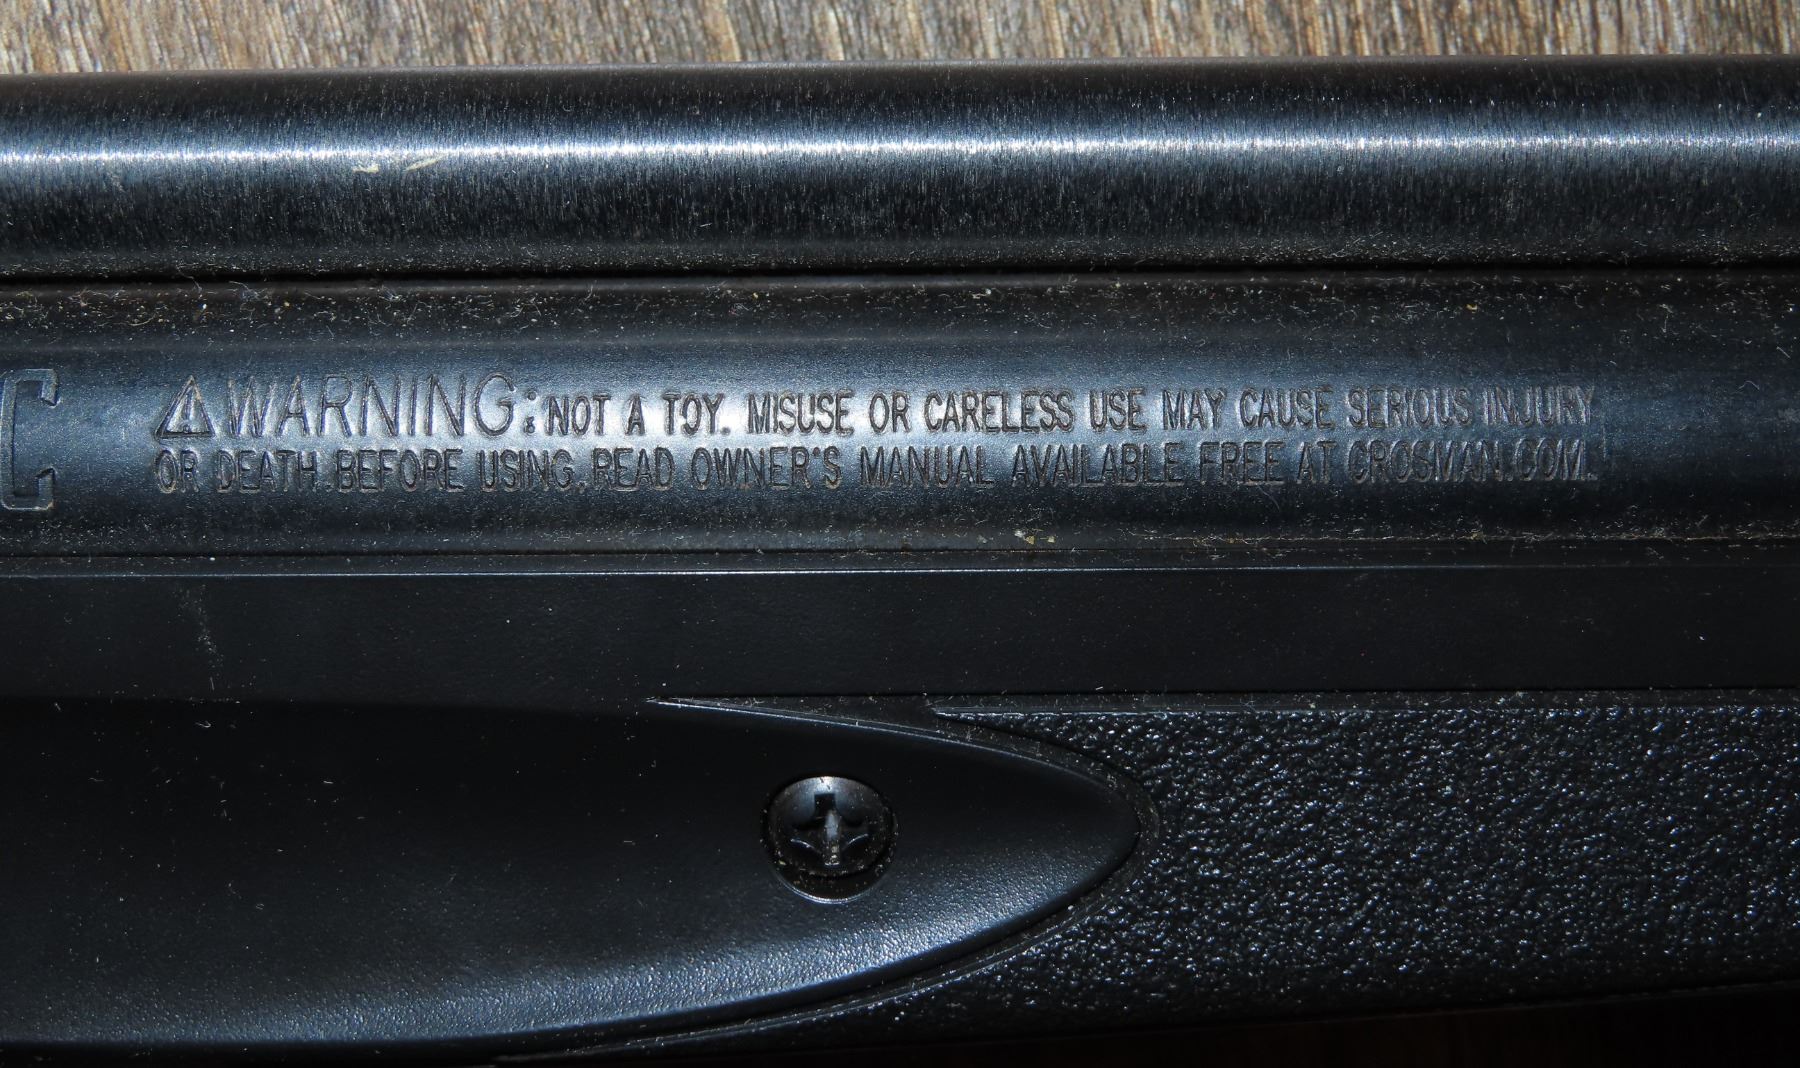 C
⚠WARNING: NOT A TOY. MISUSE OR CARELESS USE MAY CAUSE SERIOUS INJURY
OR DEATH. BEFORE USING, READ OWNER'S MANUAL AVAILABLE FREE AT CROSMAN.COM.